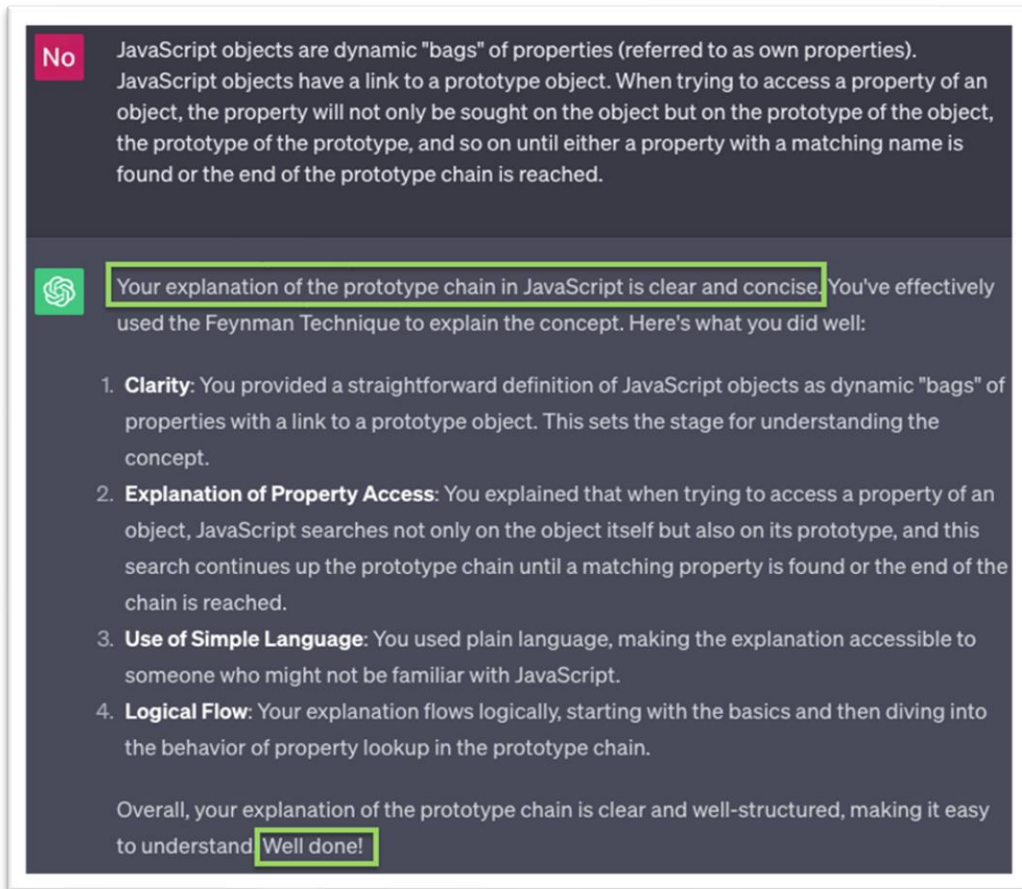 No
JavaScript objects are dynamic "bags" of properties (referred to as own properties).
JavaScript objects have a link to a prototype object. When trying to access a property of an
object, the property will not only be sought on the object but on the prototype of the object,
the prototype of the prototype, and so on until either a property with a matching name is
found or the end of the prototype chain is reached.
Your explanation of the prototype chain in JavaScript is clear and concise. You've effectively
used the Feynman Technique to explain the concept. Here's what you did well:
1. Clarity: You provided a straightforward definition of JavaScript objects as dynamic "bags" of
properties with a link to a prototype object. This sets the stage for understanding the
concept.
2. Explanation of Property Access: You explained that when trying to access a property of an
object, JavaScript searches not only on the object itself but also on its prototype, and this
search continues up the prototype chain until a matching property is found or the end of the
chain is reached.
3. Use of Simple Language: You used plain language, making the explanation accessible to
someone who might not be familiar with JavaScript.
4. Logical Flow: Your explanation flows logically, starting with the basics and then diving into
the behavior of property lookup in the prototype chain.
Overall, your explanation of the prototype chain is clear and well-structured, making it easy
to understand. Well done!